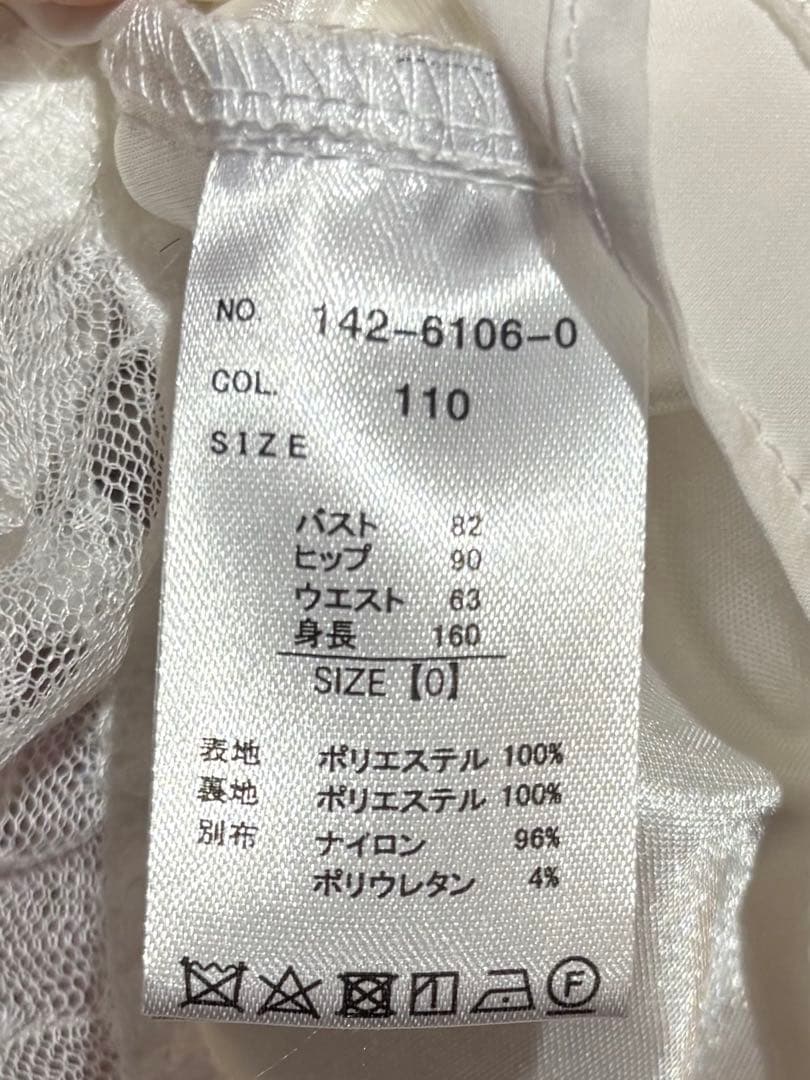 NO. 142-6106-0
COL. 110
SIZE
バスト 82
ヒップ 90
ウエスト 63
身長 160
SIZE【0】
表地 ポリエステル 100%
裏地 ポリエステル 100%
別布 ナイロン 96%
ポリウレタン 4%
F